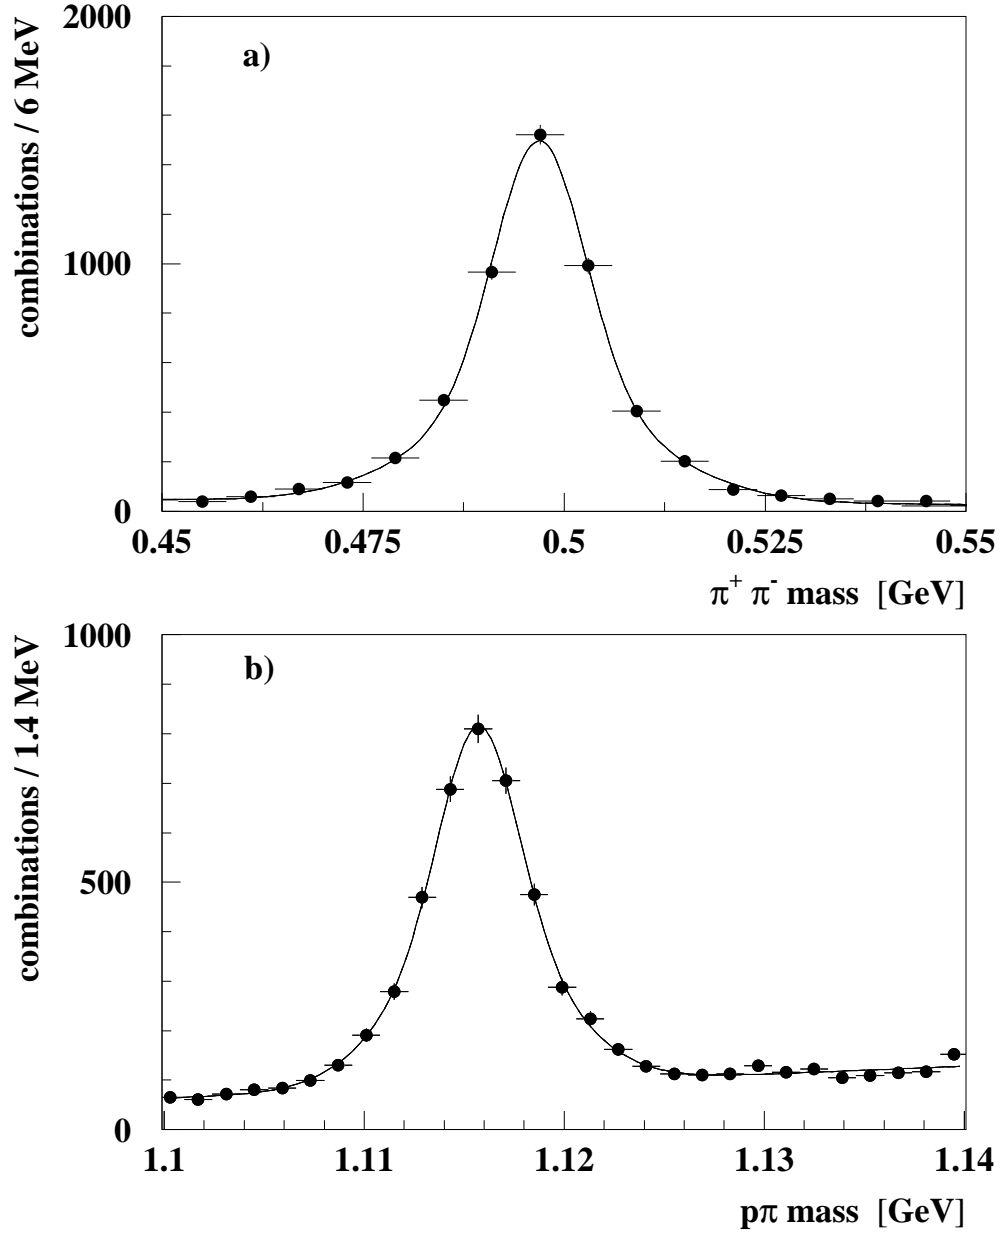 combinations / 6 MeV
a)
2000
1000
0
0.45 0.475 0.5 0.525 0.55
π⁺ π⁻ mass [GeV]
combinations / 1.4 MeV
b)
1000
500
0
1.1 1.11 1.12 1.13 1.14
pπ mass [GeV]